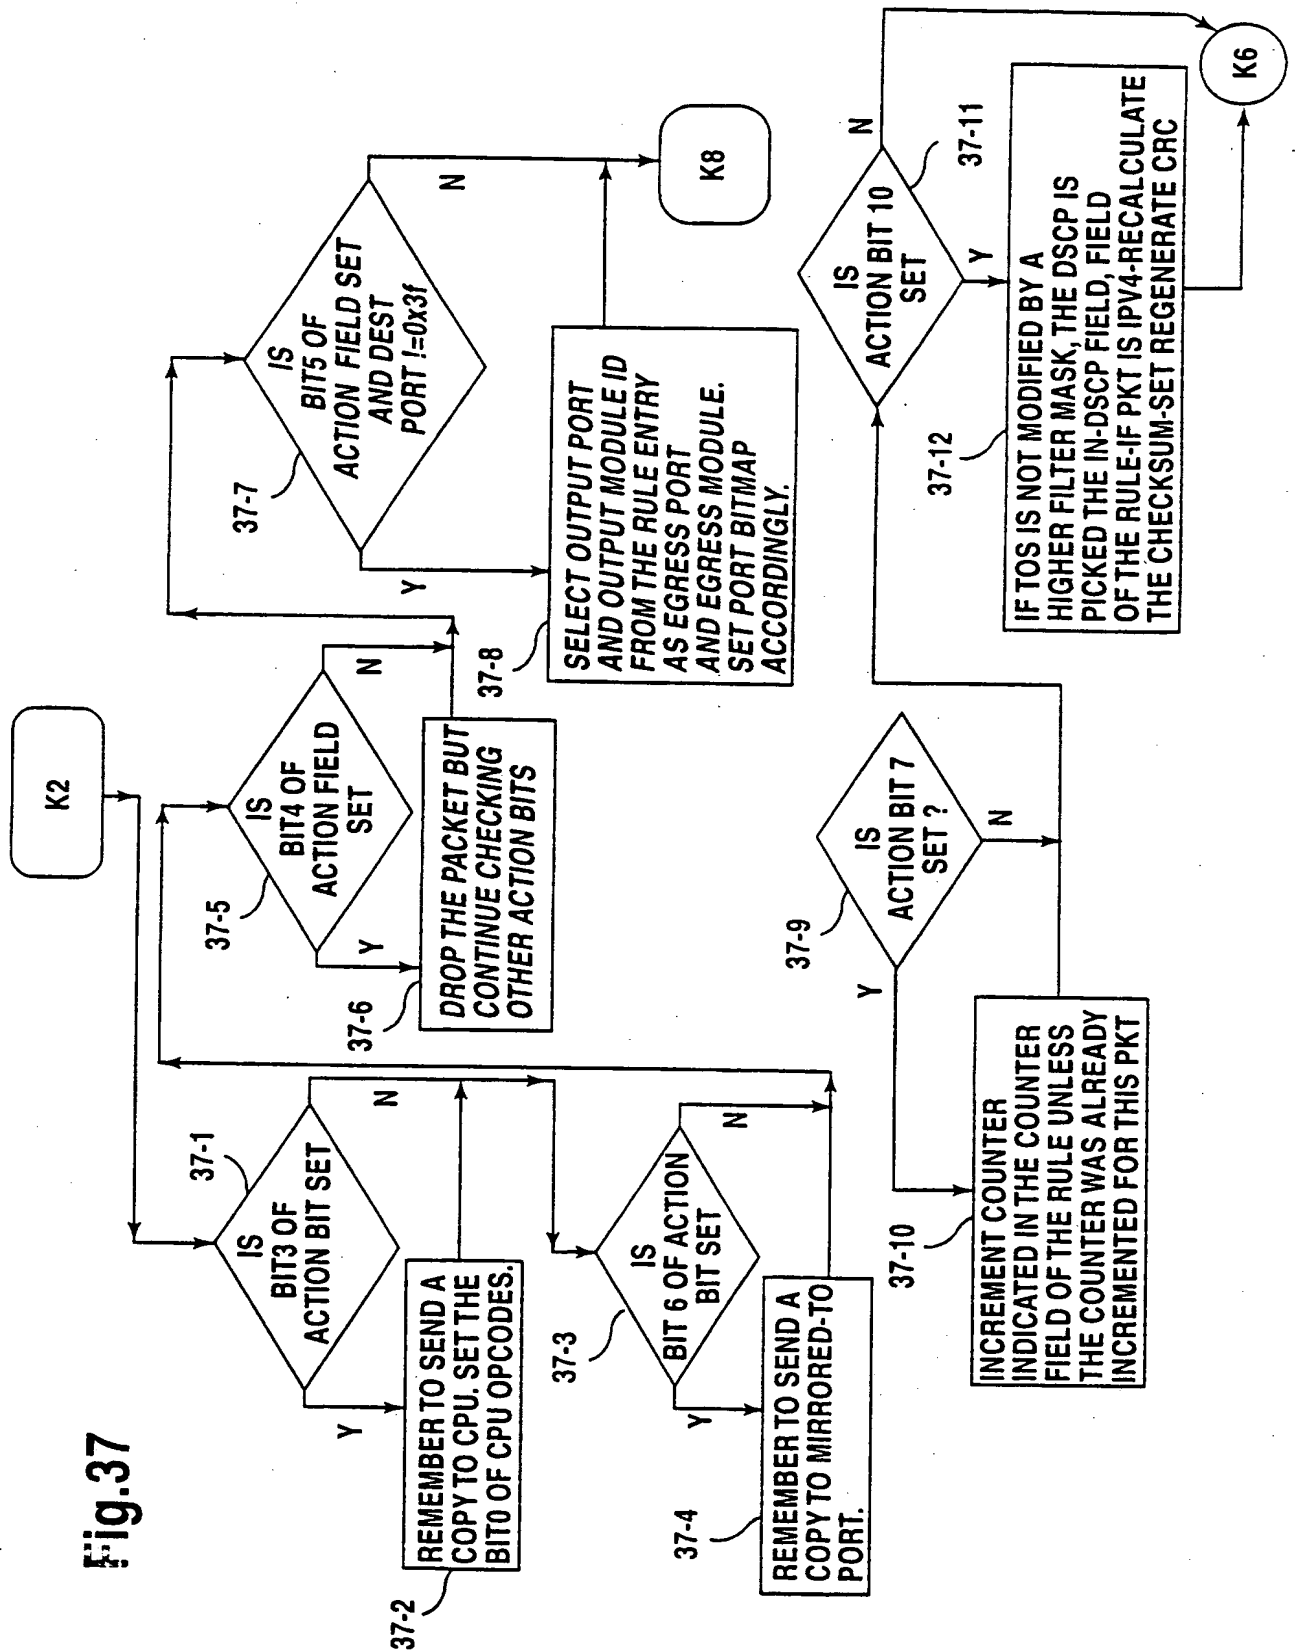 Fig.37
K2
37-1
IS
BIT3 OF
ACTION BIT SET
Y
N
37-2
REMEMBER TO SEND A
COPY TO CPU. SET THE
BIT0 OF CPU OPCODES.
37-3
IS
BIT 6 OF ACTION
BIT SET
Y
N
37-4
REMEMBER TO SEND A
COPY TO MIRRORED-TO
PORT.
37-5
IS
BIT4 OF
ACTION FIELD
SET
Y
N
37-6
DROP THE PACKET BUT
CONTINUE CHECKING
OTHER ACTION BITS
37-7
IS
BIT5 OF
ACTION FIELD SET
AND DEST
PORT !=0x3f
Y
N
37-8
SELECT OUTPUT PORT
AND OUTPUT MODULE ID
FROM THE RULE ENTRY
AS EGRESS PORT
AND EGRESS MODULE.
SET PORT BITMAP
ACCORDINGLY.
K8
37-9
IS
ACTION BIT 7
SET ?
Y
N
37-10
INCREMENT COUNTER
INDICATED IN THE COUNTER
FIELD OF THE RULE UNLESS
THE COUNTER WAS ALREADY
INCREMENTED FOR THIS PKT
IS
ACTION BIT 10
SET
37-11
N
Y
37-12
IF TOS IS NOT MODIFIED BY A
HIGHER FILTER MASK, THE DSCP IS
PICKED THE IN-DSCP FIELD, FIELD
OF THE RULE-IF PKT IS IPV4-RECALCULATE
THE CHECKSUM-SET REGENERATE CRC
K6